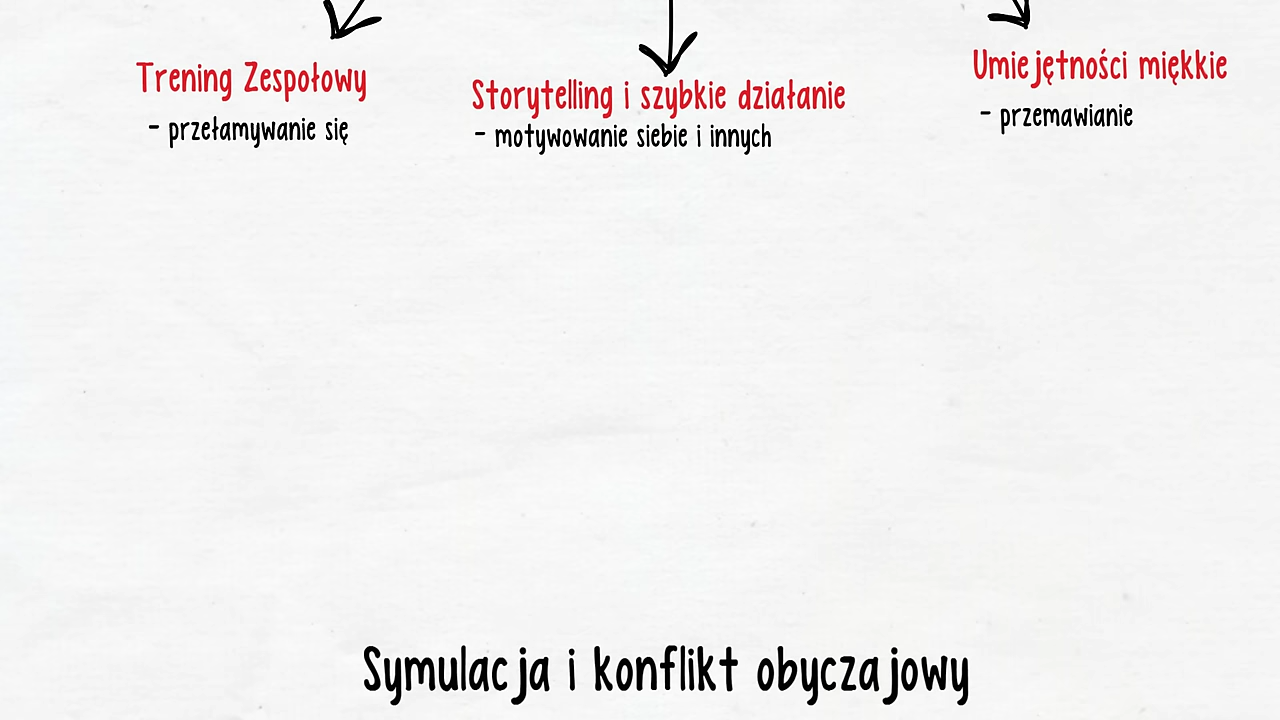 Trening Zespołowy
- przełamywanie się
Storytelling i szybkie działanie
- motywowanie siebie i innych
Umiejętności miękkie
- przemawianie
Symulacja i konflikt obyczajowy